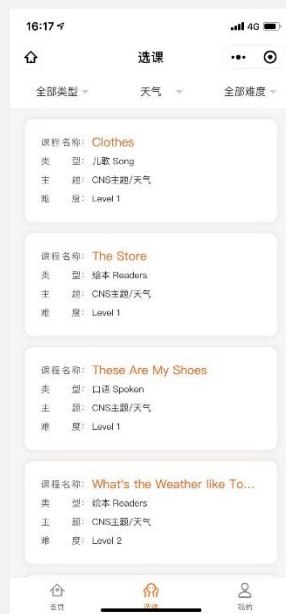 16:17
4G
选课
全部类型
天气
全部难度
课程名称: Clothes
类 型: 儿歌 Song
主 题: CNS主题/天气
难 度: Level 1
课程名称: The Store
类 型: 绘本 Readers
主 题: CNS主题/天气
难 度: Level 1
课程名称: These Are My Shoes
类 型: 口语 Spoken
主 题: CNS主题/天气
难 度: Level 1
课程名称: What's the Weather like To...
类 型: 绘本 Readers
主 题: CNS主题/天气
难 度: Level 2
首页
选课
我的